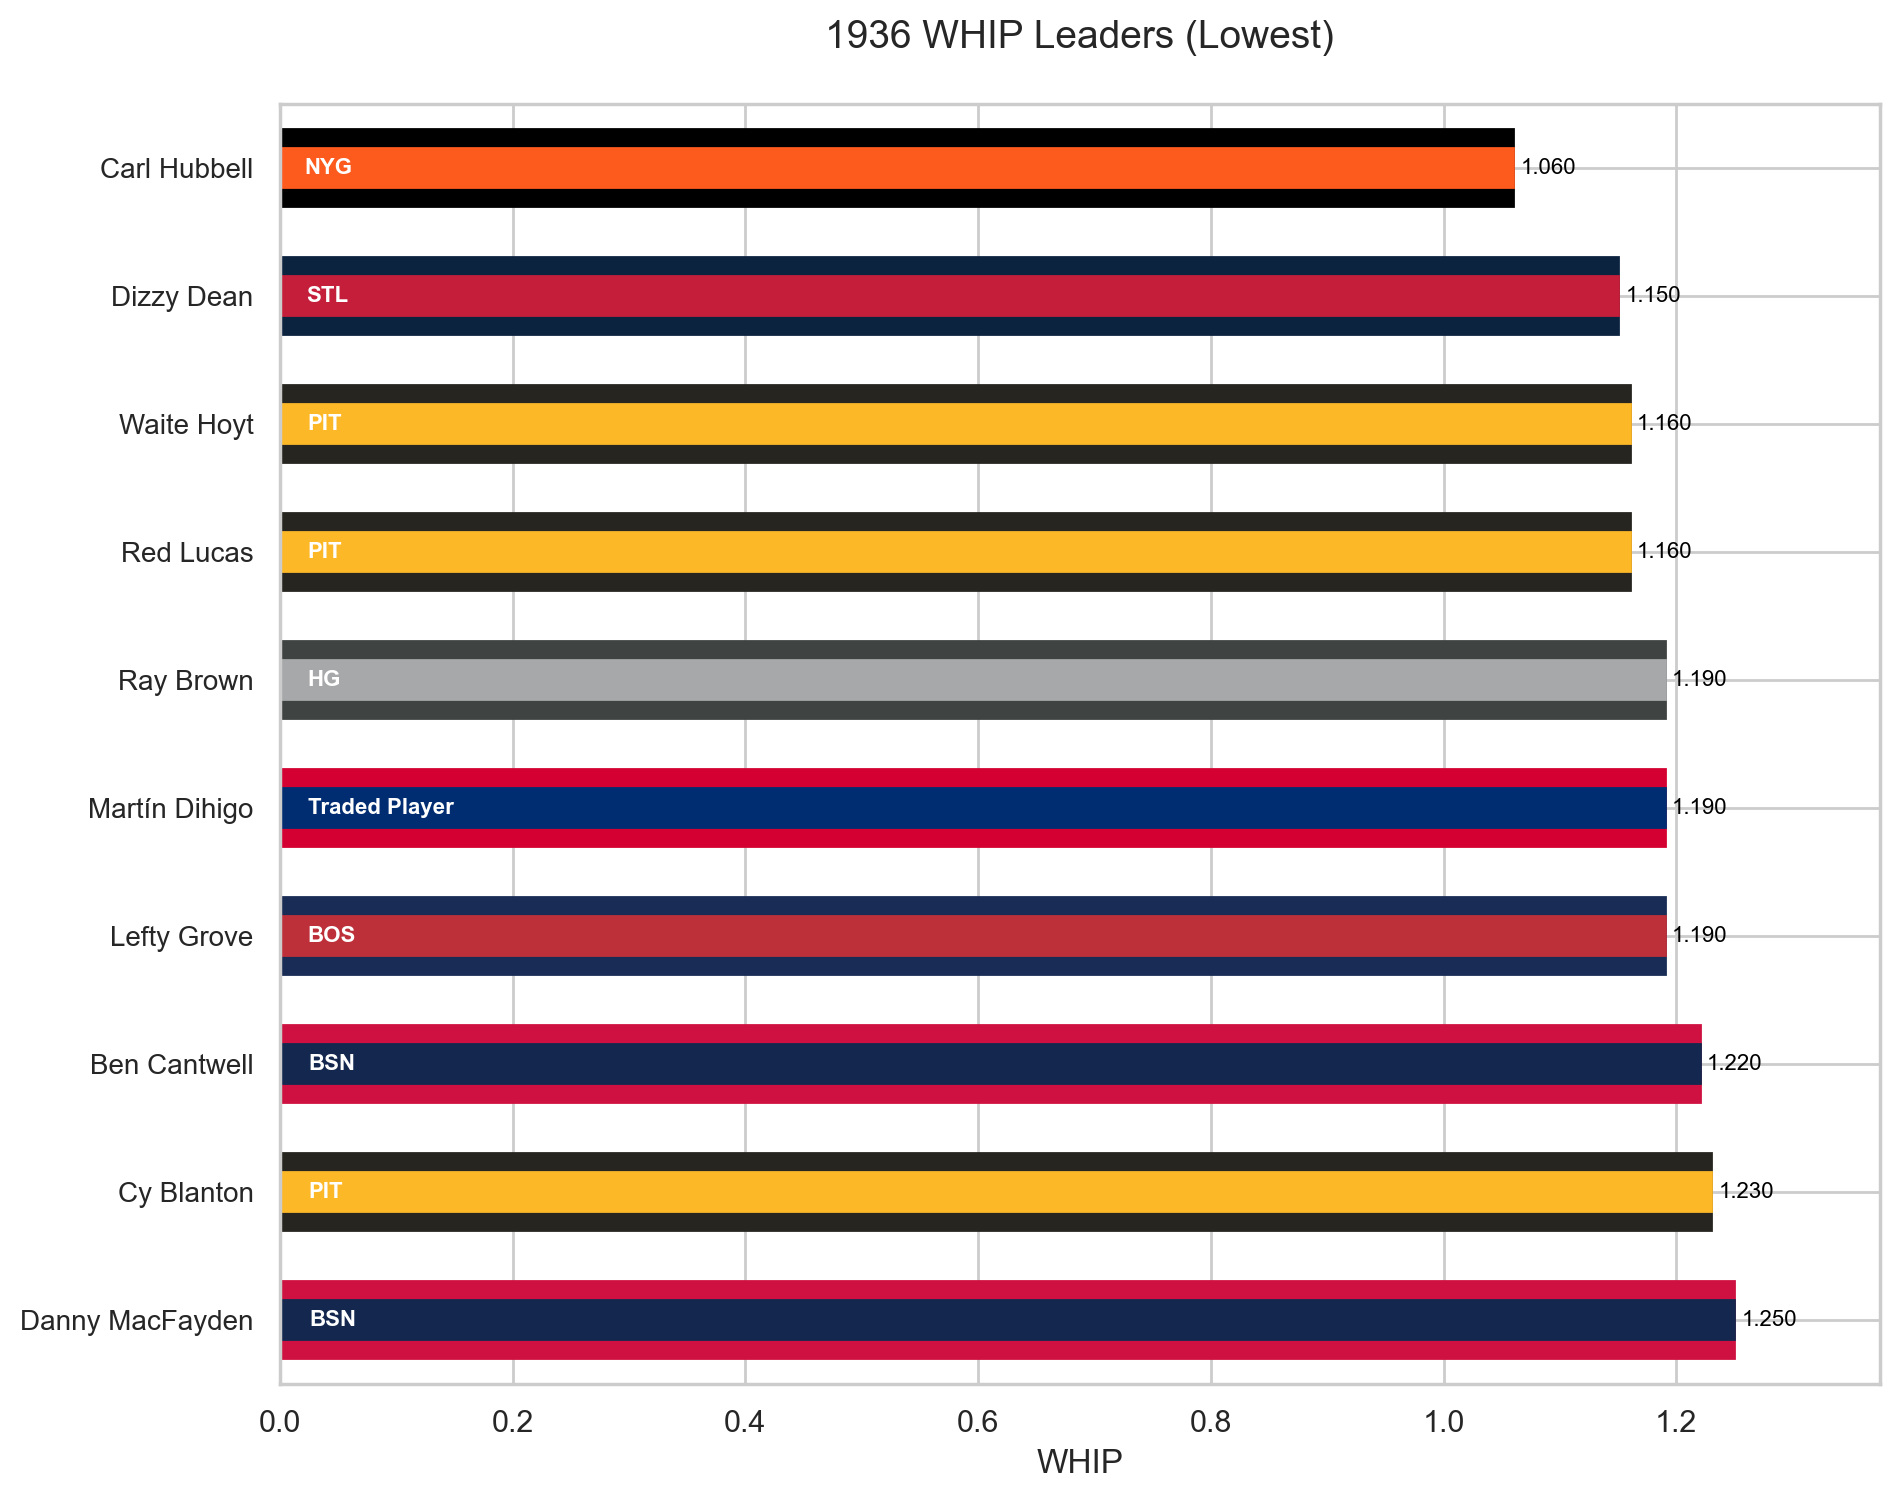 1936 WHIP Leaders (Lowest)
Carl Hubbell NYG 1.060
Dizzy Dean STL 1.150
Waite Hoyt PIT 1.160
Red Lucas PIT 1.160
Ray Brown HG 1.190
Martín Dihigo Traded Player 1.190
Lefty Grove BOS 1.190
Ben Cantwell BSN 1.220
Cy Blanton PIT 1.230
Danny MacFayden BSN 1.250
0.0 0.2 0.4 0.6 0.8 1.0 1.2
WHIP